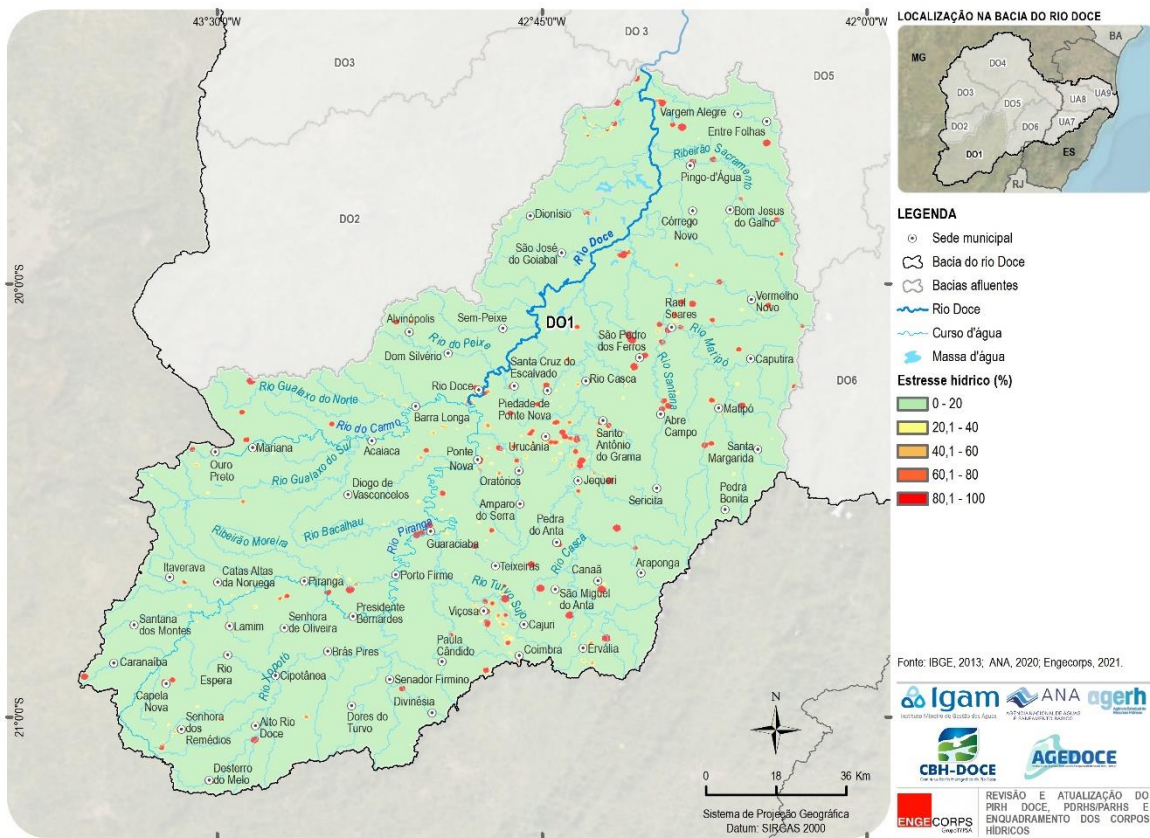 43°30'0"W
42°45'0"W
42°0'0"W
20°0'0"S
21°0'0"S
DO3
DO 3
DO5
DO2
DO6
DO1
Vargem Alegre
Entre Folhas
Ribeirão Sacramento
Pingo-d'Água
Dionísio
Córrego
Novo
Bom Jesus
do Galho
São José
do Goiabal
Rio Doce
Vermelho
Novo
Raul
Soares
Alvinópolis
Sem-Peixe
Rio do Peixe
Dom Silvério
São Pedro
dos Ferros
Rio Matipó
Caputira
Santa Cruz do
Escalvado
Rio Santana
Rio Gualaxo do Norte
Rio Doce
Rio Casca
Piedade de
Ponte Nova
Barra Longa
Matipó
Abre
Campo
Rio do Carmo
Mariana
Acaiaca
Urucânia
Santo
Antônio
do Grama
Santa
Margarida
Ouro
Preto
Rio Gualaxo do Sul
Ponte
Nova
Oratórios
Jequeri
Diogo de
Vasconcelos
Sericita
Pedra
Bonita
Amparo
do Serra
Rio Bacalhau
Ribeirão Moreira
Rio Piranga
Guaraciaba
Pedra
do Anta
Rio Casca
Itaverava
Catas Altas
da Noruega
Piranga
Porto Firme
Teixeiras
Canaã
Araponga
Rio Turvo Sujo
São Miguel
do Anta
Santana
dos Montes
Lamim
Senhora
de Oliveira
Presidente
Bernardes
Viçosa
Cajuri
Caranaíba
Rio
Espera
Brás Pires
Paula
Cândido
Coimbra
Ervália
Rio Xopotó
Cipotânea
Capela
Nova
Senador Firmino
Divinésia
Senhora
dos
Remédios
Alto Rio
Doce
Dores do
Turvo
Desterro
do Melo
N
0 18 36 Km
Sistema de Projeção Geográfica
Datum: SIRGAS 2000
LOCALIZAÇÃO NA BACIA DO RIO DOCE
MG
BA
DO4
DO3
DO5
UA8
UA9
DO2
DO6
UA7
DO1
ES
RJ
LEGENDA
Sede municipal
Bacia do rio Doce
Bacias afluentes
Rio Doce
Curso d'água
Massa d'água
Estresse hídrico (%)
0 - 20
20,1 - 40
40,1 - 60
60,1 - 80
80,1 - 100
Fonte: IBGE, 2013; ANA, 2020; Engecorps, 2021.
Igam
Instituto Mineiro de Gestão das Águas
ANA
AGÊNCIA NACIONAL DE ÁGUAS
E SANEAMENTO BÁSICO
agerh
CBH-DOCE
AGEDOCE
ENGECORPS
REVISÃO E ATUALIZAÇÃO DO
PIRH DOCE, PDRHS/PARHS E
ENQUADRAMENTO DOS CORPOS
HÍDRICOS